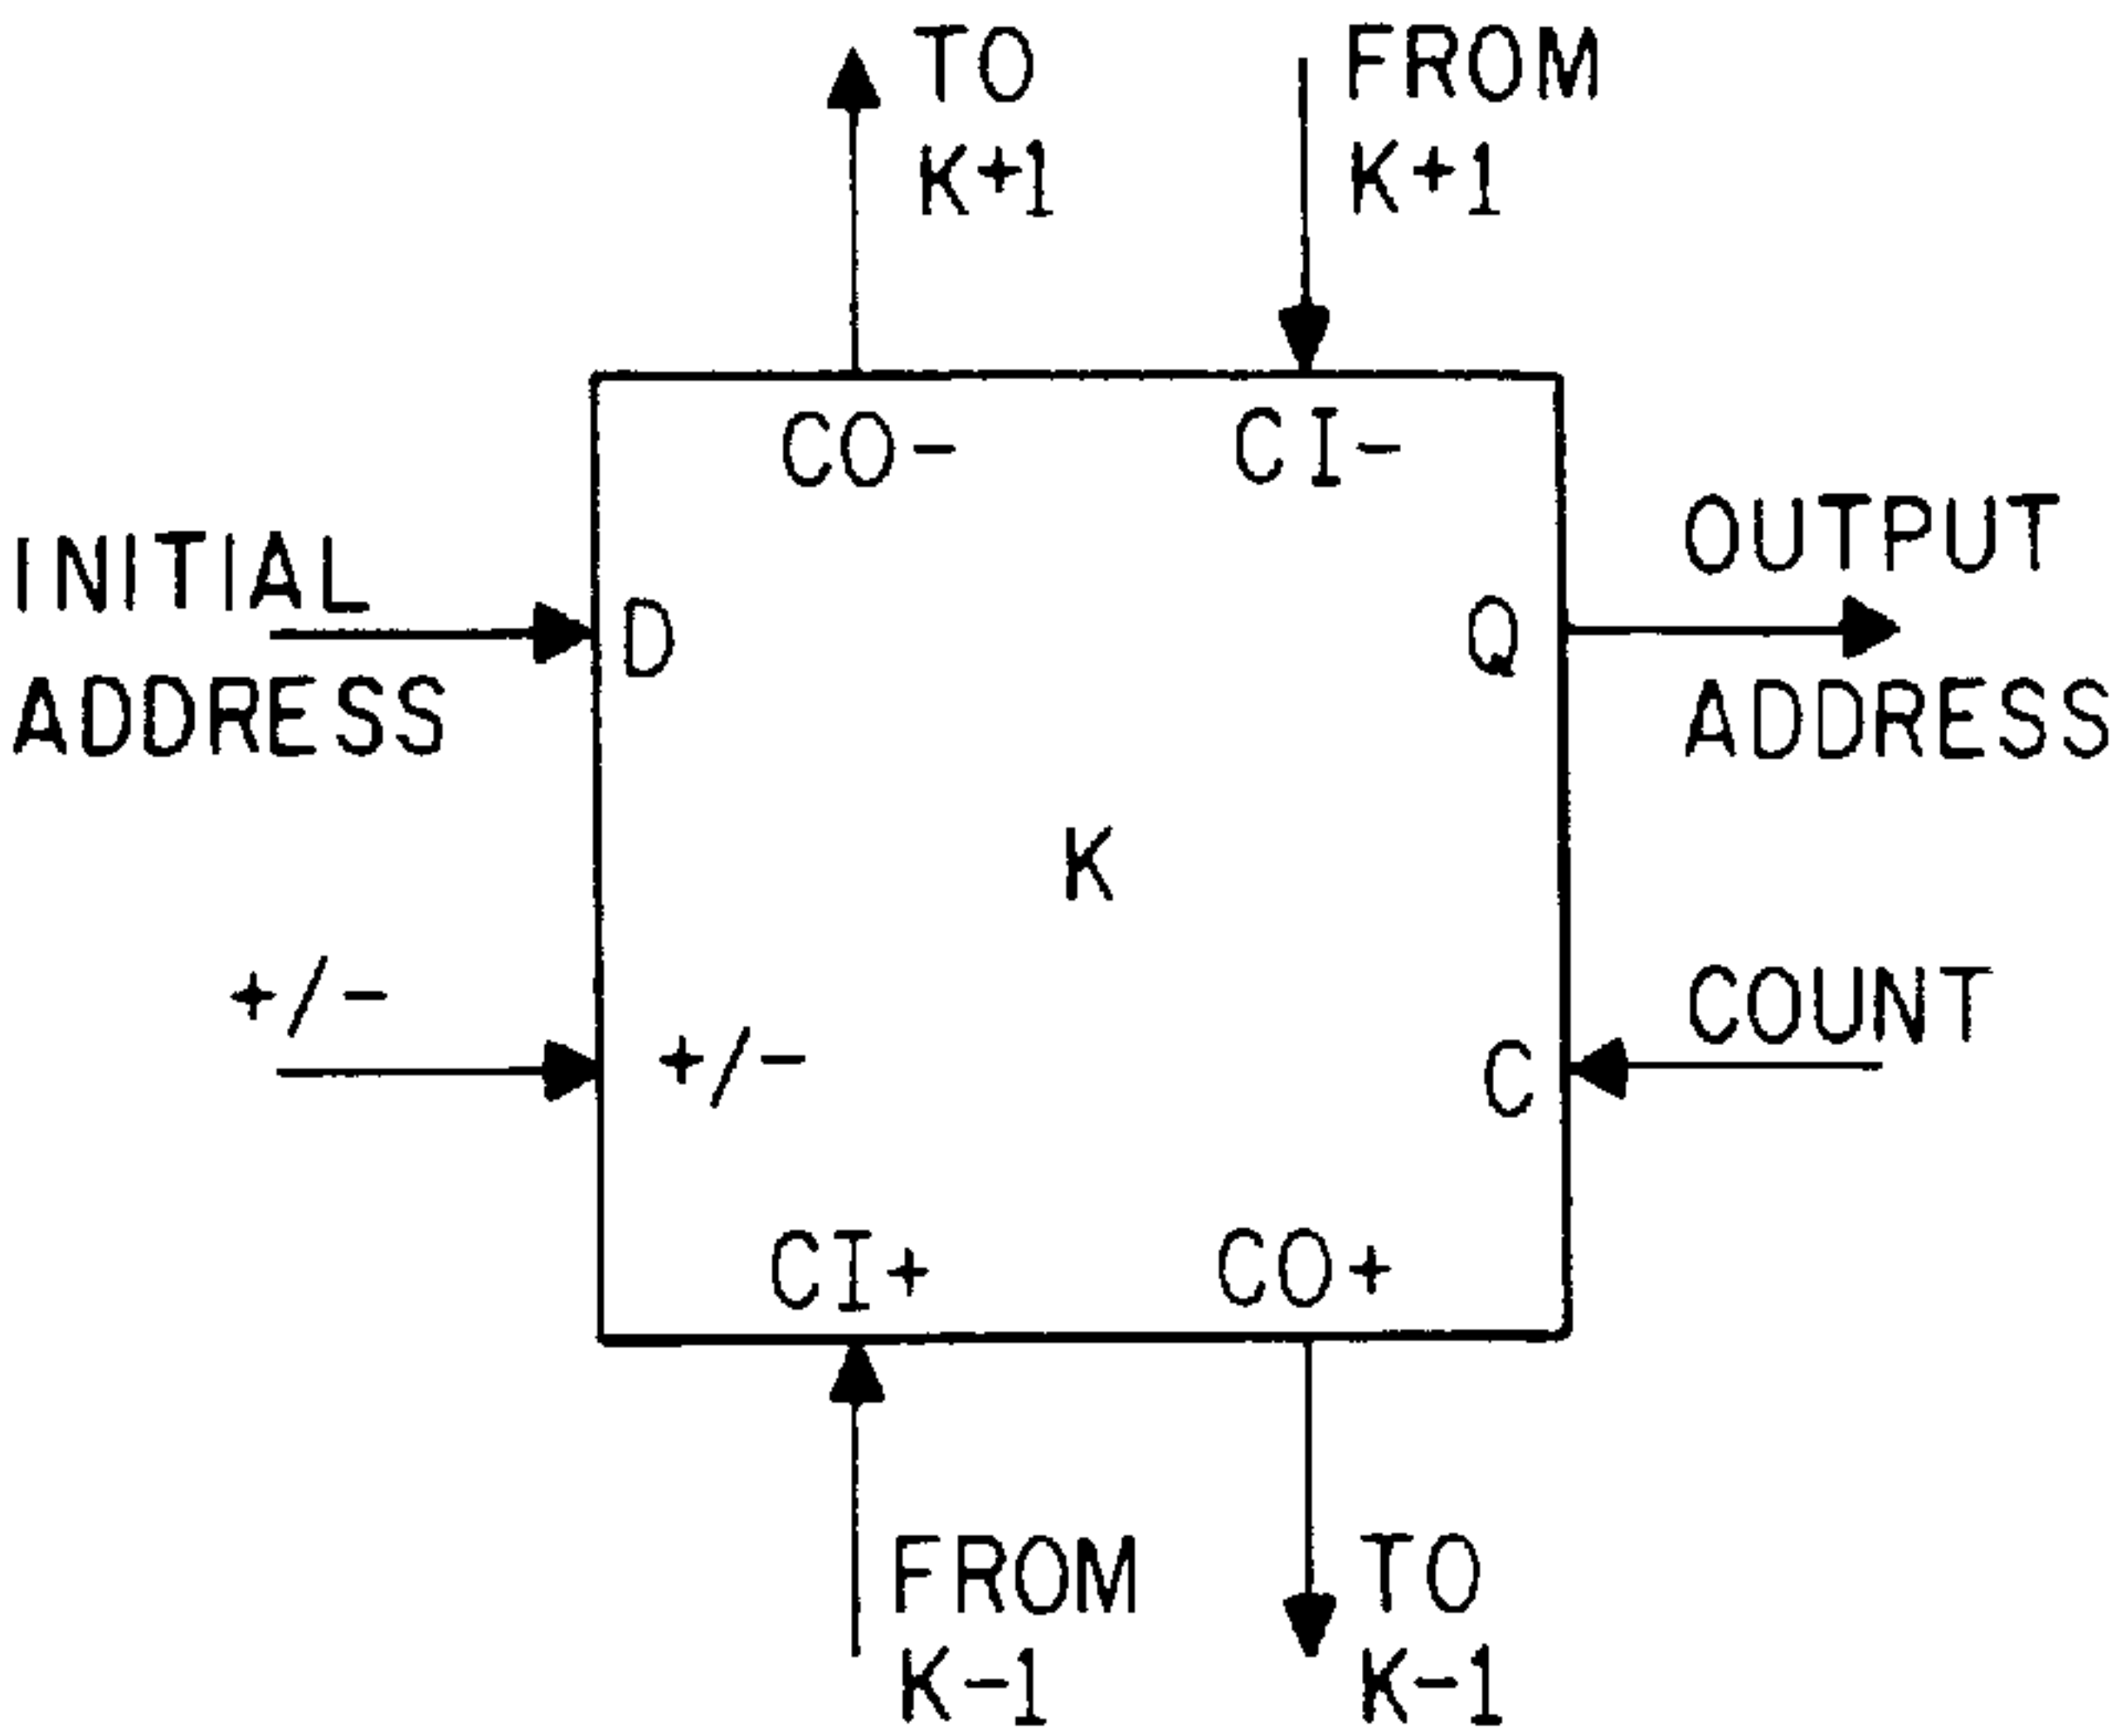 TO
K+1
FROM
K+1
CO-
CI-
INITIAL
ADDRESS
D
Q
OUTPUT
ADDRESS
K
+/-
+/-
COUNT
C
CI+
CO+
FROM
K-1
TO
K-1